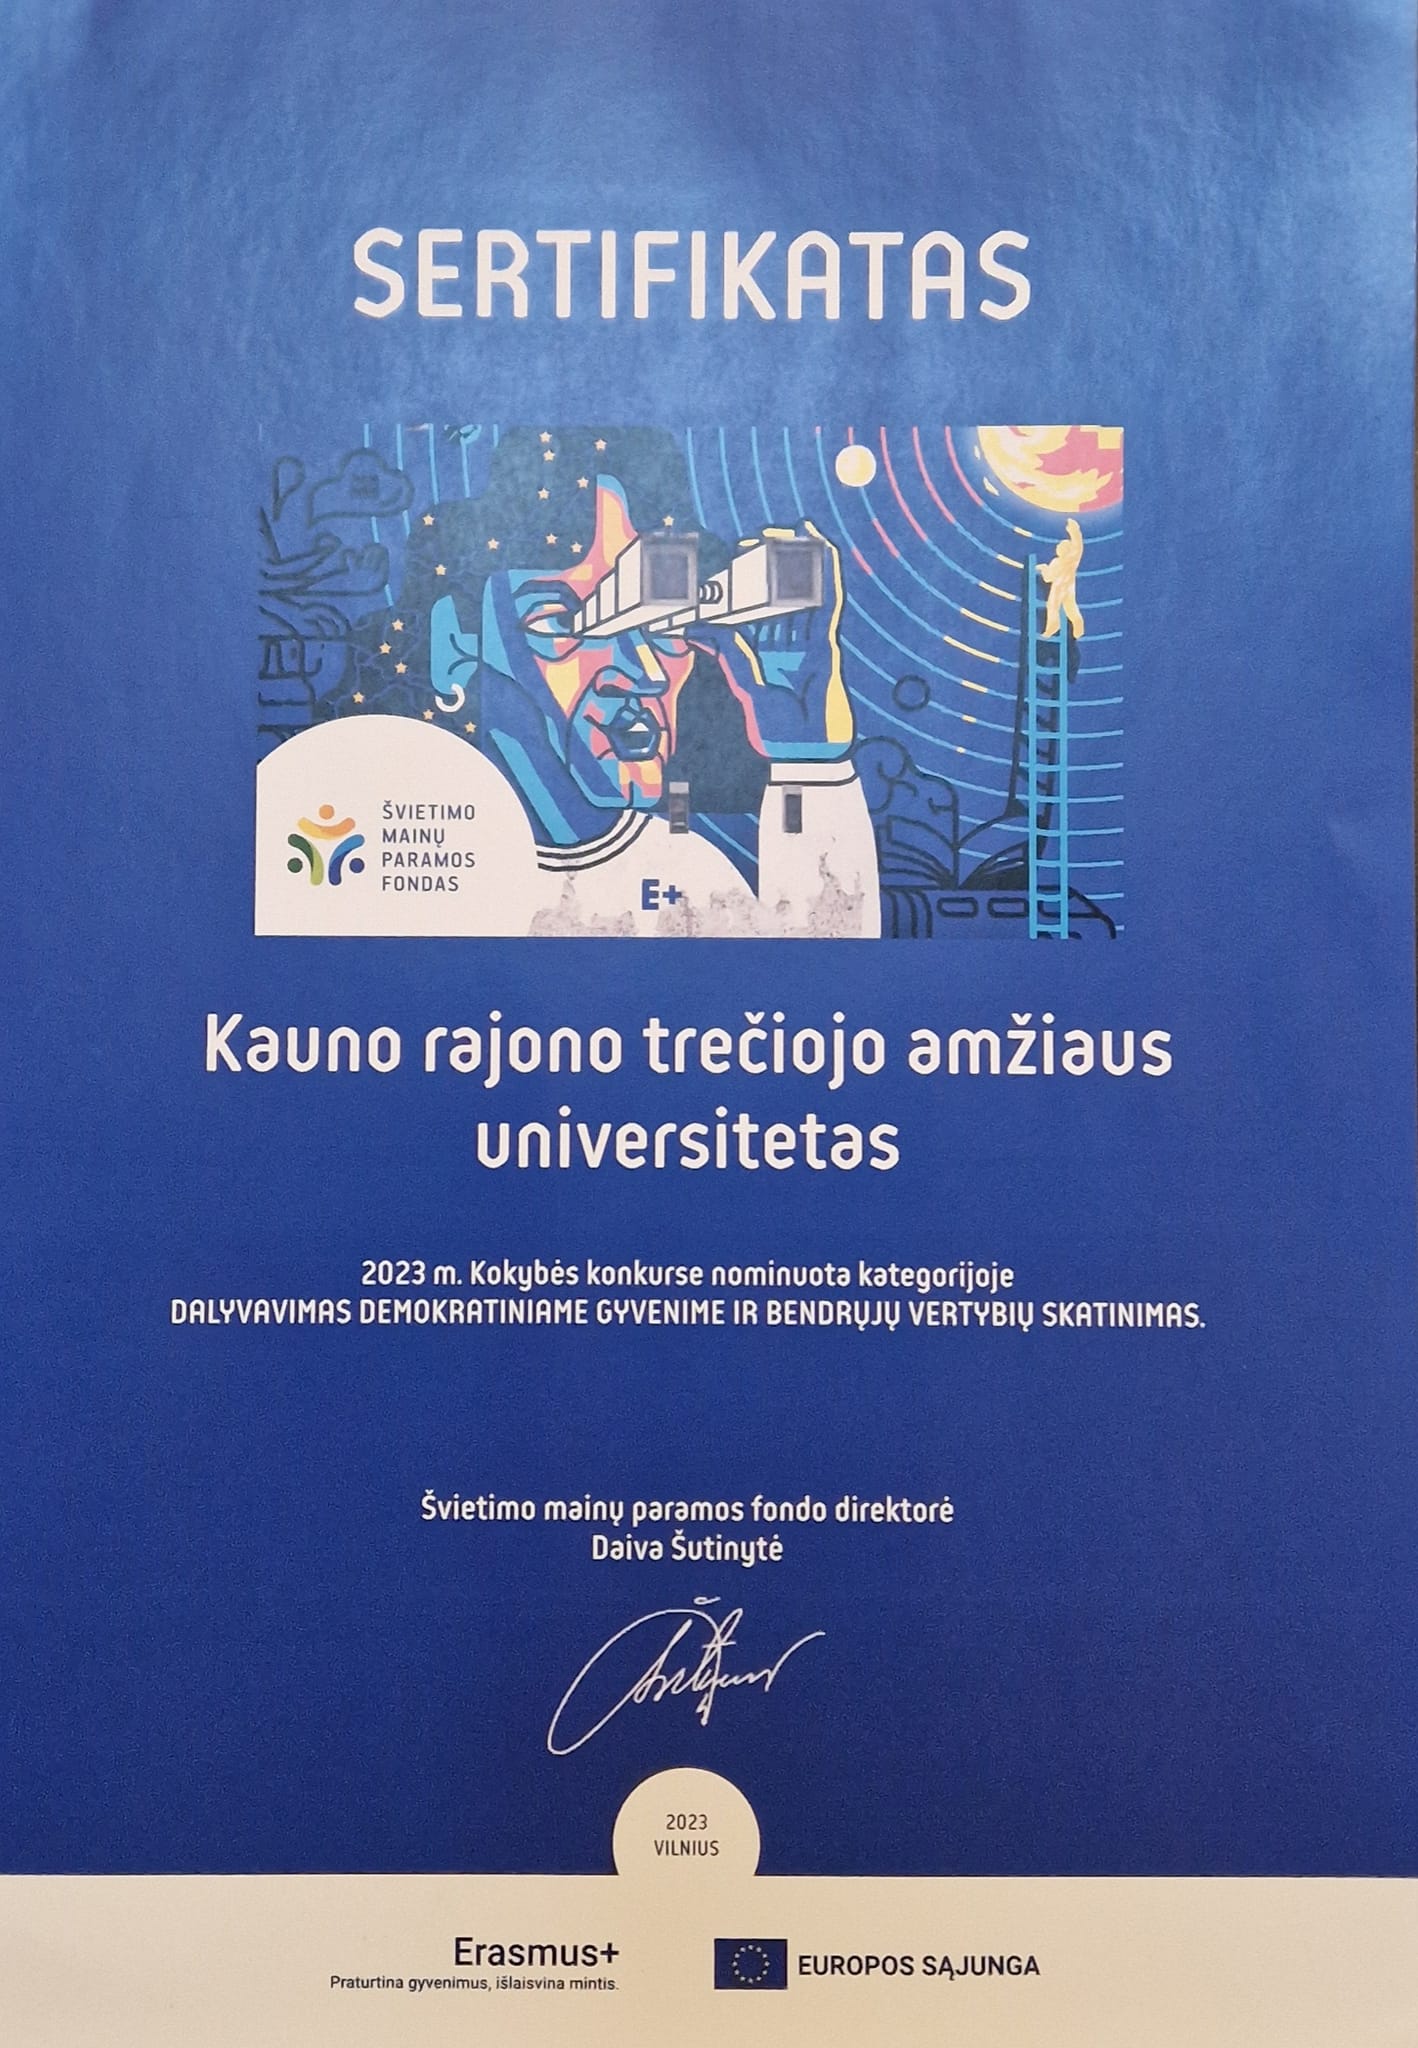 SERTIFIKATAS
ŠVIETIMO
MAINŲ
PARAMOS
FONDAS
E+
Kauno rajono trečiojo amžiaus
universitetas
2023 m. Kokybės konkurse nominuota kategorijoje
DALYVAVIMAS DEMOKRATINIAME GYVENIME IR BENDRŲJŲ VERTYBIŲ SKATINIMAS.
Švietimo mainų paramos fondo direktorė
Daiva Šutinytė
2023
VILNIUS
Erasmus+
Praturtina gyvenimus, išlaisvina mintis.
EUROPOS SĄJUNGA